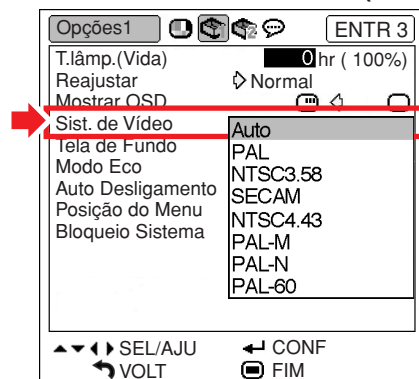 Opções1 2 ENTR 3
T.lâmp.(Vida) 0 hr ( 100%)
Reajustar Normal
Mostrar OSD
Sist. de Vídeo
Tela de Fundo
Modo Eco
Auto Desligamento
Posição do Menu
Bloqueio Sistema
Auto
PAL
NTSC3.58
SECAM
NTSC4.43
PAL-M
PAL-N
PAL-60
SEL/AJU CONF
VOLT FIM